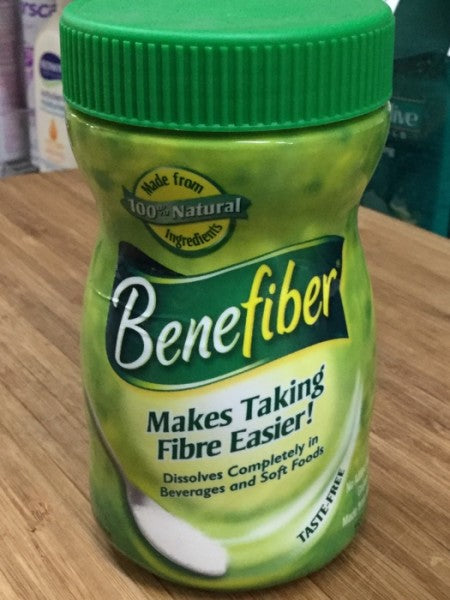 Made from
100% Natural
Ingredients
Benefiber
Makes Taking
Fibre Easier!
Dissolves Completely in
Beverages and Soft Foods
TASTE-FREE